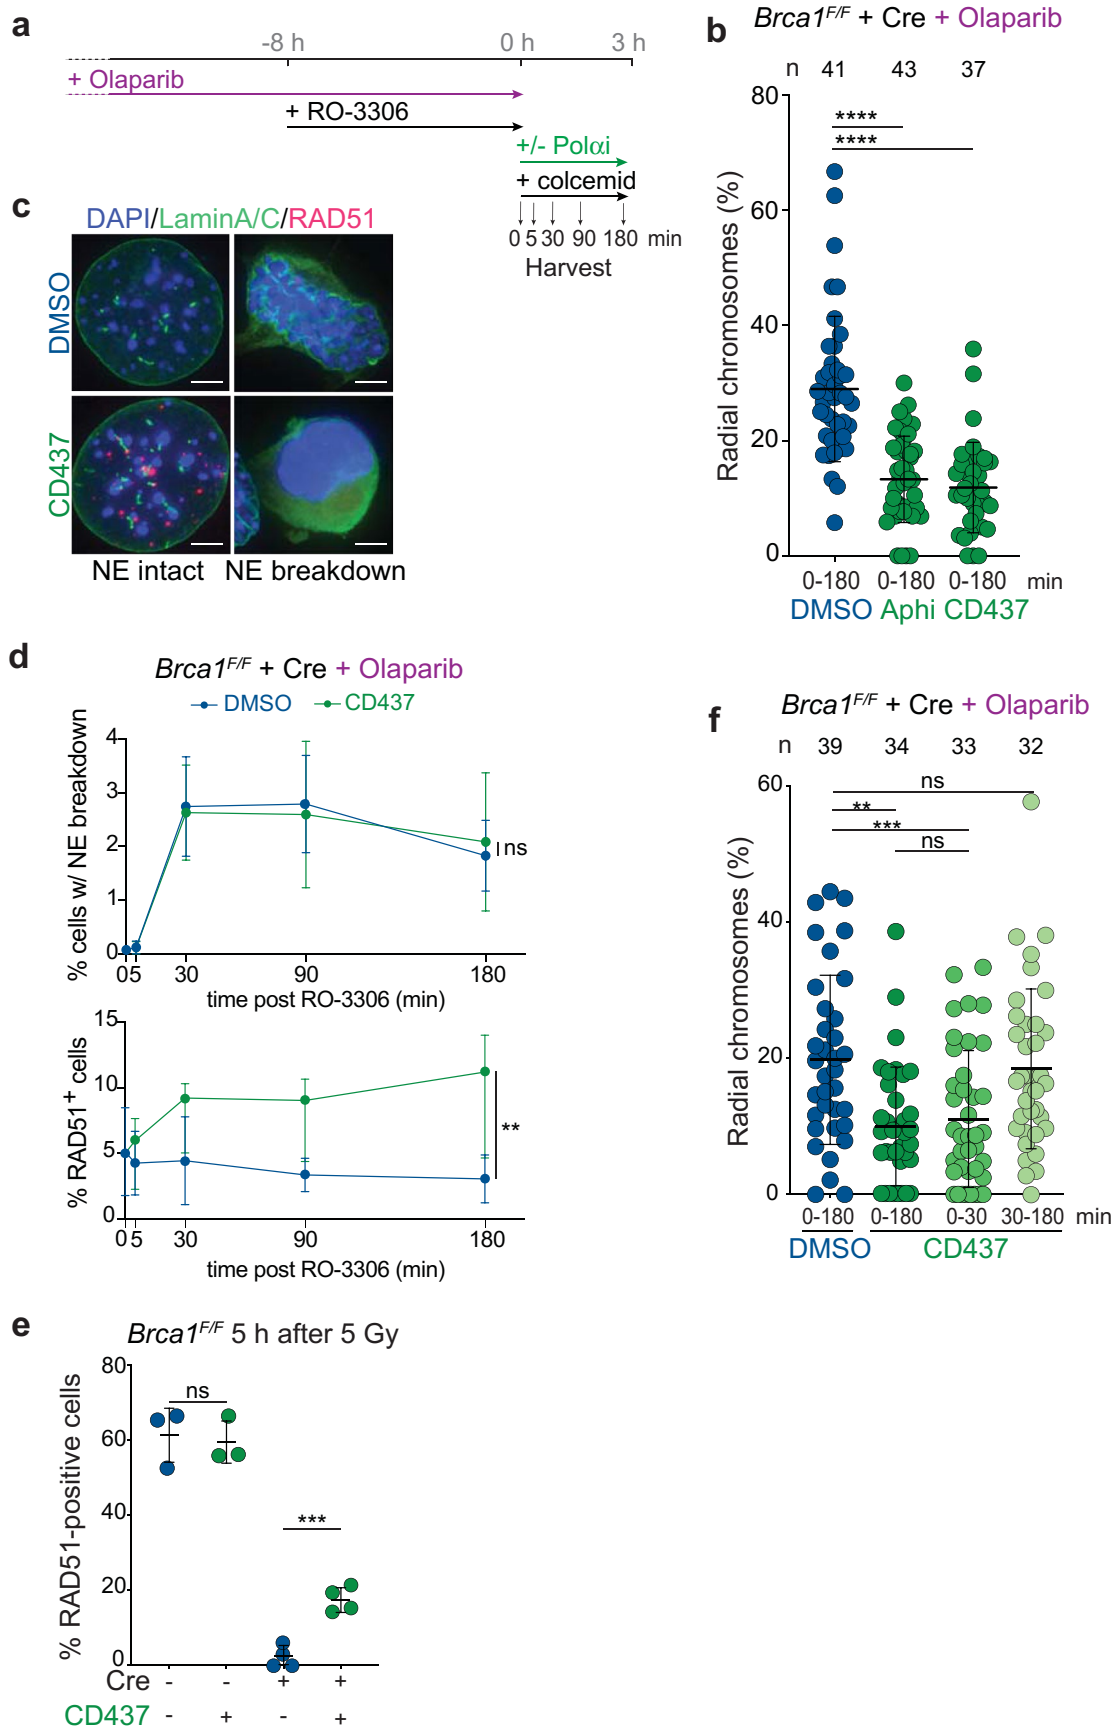 a
-8 h 0 h 3 h
+ Olaparib
+ RO-3306
+/- Polαi
+ colcemid
0 5 30 90 180 min
Harvest
b
Brca1F/F + Cre + Olaparib
n 41 43 37
****
****
Radial chromosomes (%)
80
60
40
20
0
0-180 0-180 0-180 min
DMSO Aphi CD437
c
DAPI/LaminA/C/RAD51
DMSO
CD437
NE intact NE breakdown
d
Brca1F/F + Cre + Olaparib
DMSO CD437
% cells w/ NE breakdown
4
3
2
1
0
ns
0 5 30 90 180
time post RO-3306 (min)
% RAD51+ cells
15
10
5
0
**
0 5 30 90 180
time post RO-3306 (min)
e
Brca1F/F 5 h after 5 Gy
% RAD51-positive cells
80
60
40
20
0
ns
***
Cre - - + +
CD437 - + - +
f
Brca1F/F + Cre + Olaparib
n 39 34 33 32
Radial chromosomes (%)
60
40
20
0
ns
**
***
ns
0-180 0-180 0-30 30-180 min
DMSO CD437